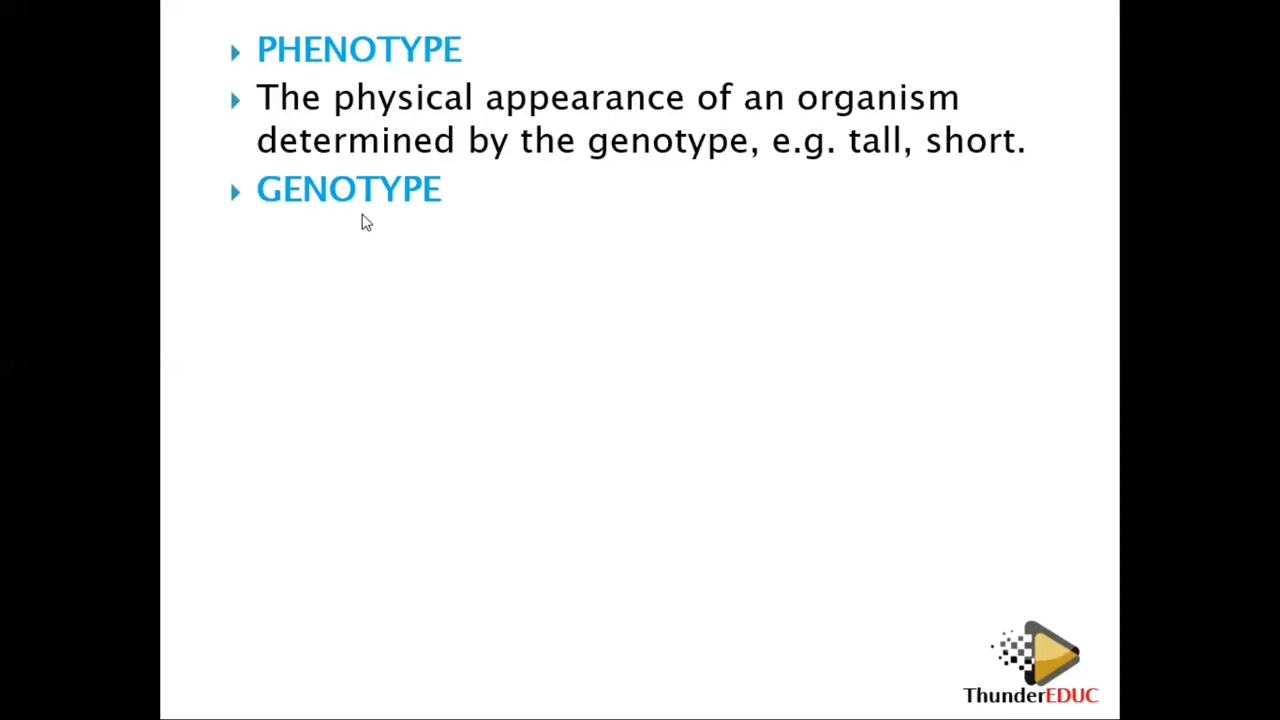 PHENOTYPE
The physical appearance of an organism
determined by the genotype, e.g. tall, short.
GENOTYPE
ThunderEDUC